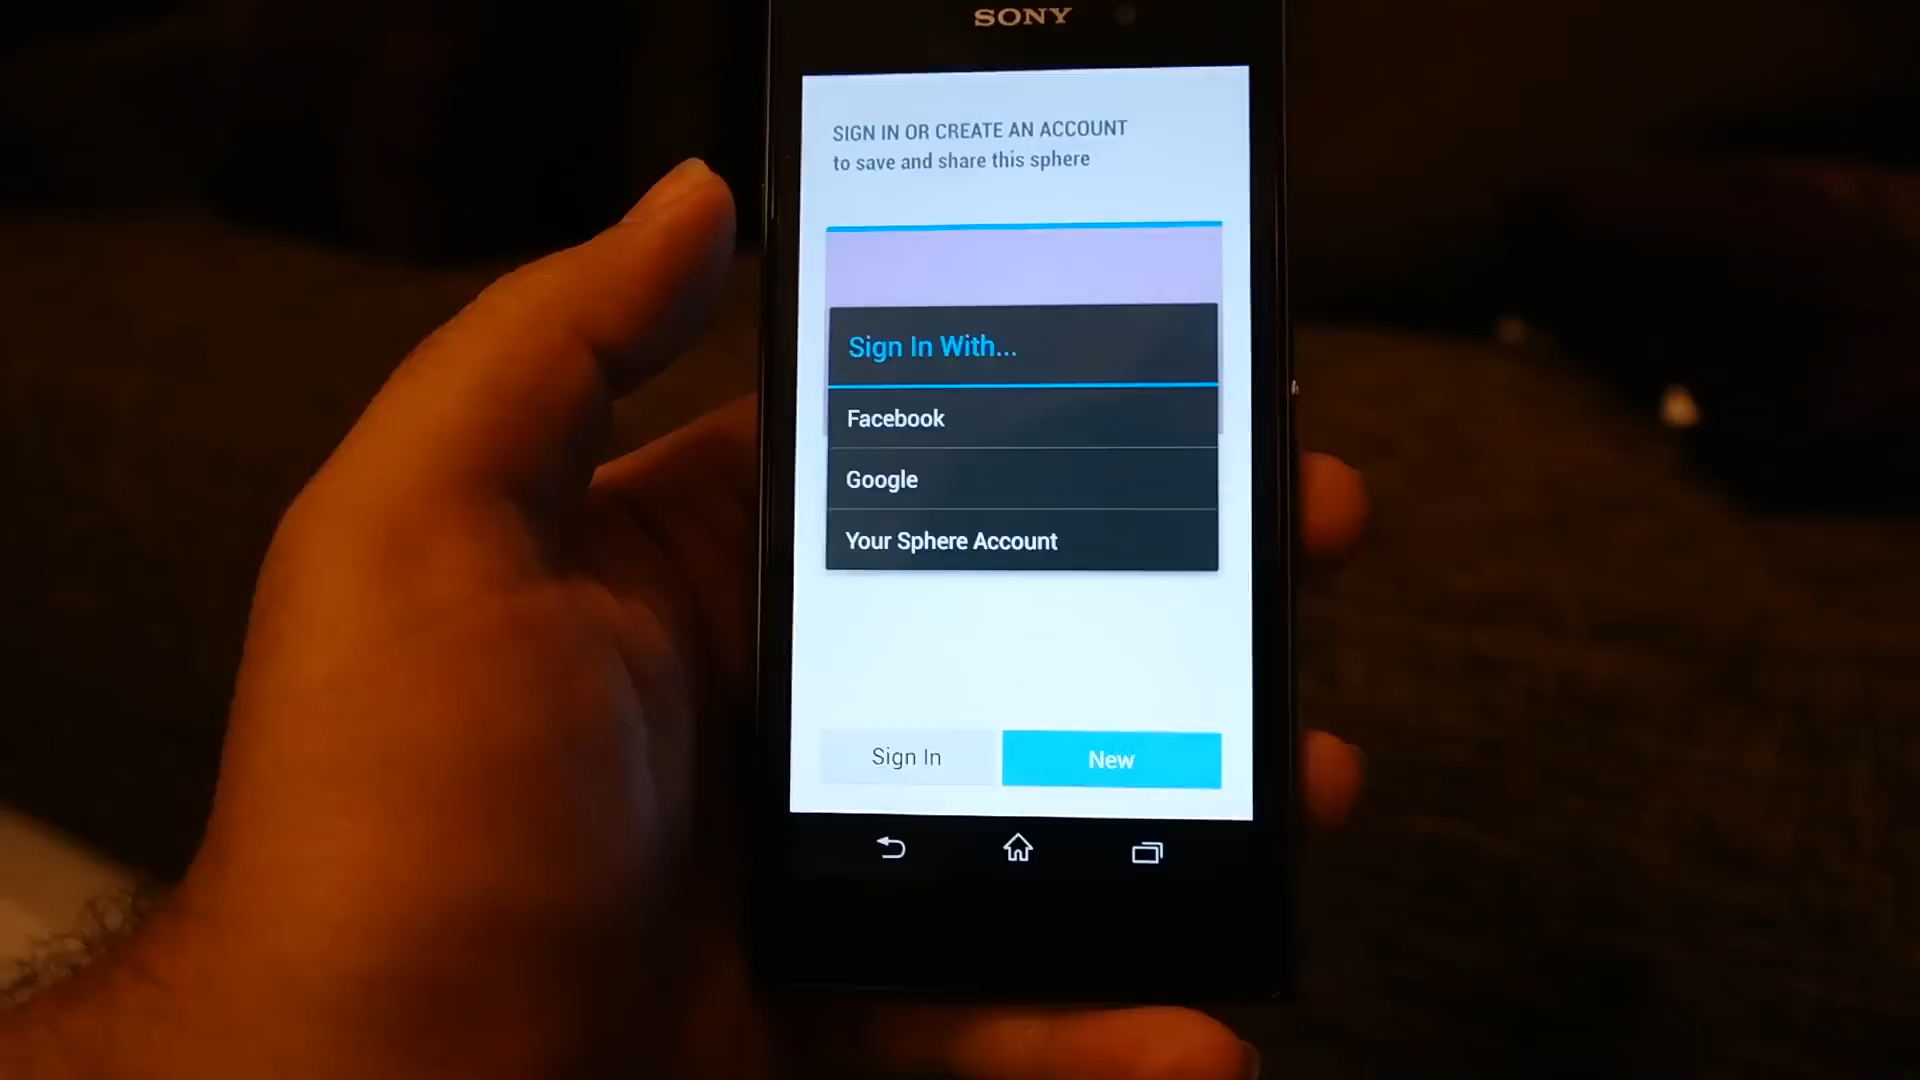 SONY
SIGN IN OR CREATE AN ACCOUNT
to save and share this sphere
Sign In With...
Facebook
Google
Your Sphere Account
Sign In
New